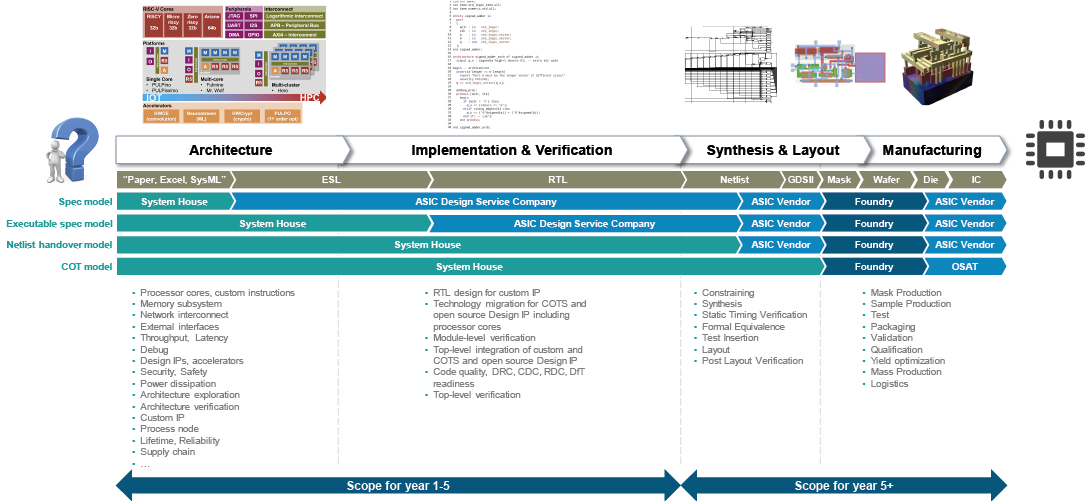 RISC-V Cores
RISCY
32b
Micro
riscy
32b
Zero
riscy
32b
Ariane
64b
Peripherals
JTAG
SPI
UART
I2S
DMA
GPIO
Interconnect
Logarithmic Interconnect
APB – Peripheral Bus
AXI4 – Interconnect
Platforms
Single Core
• PULPino
• PULPissimo
Multi-core
• Fulmine
• Mr. Wolf
Multi-cluster
• Hero
IOT
HPC
Accelerators
HWCE
(convolution)
Neurostream
(ML)
HWCrypt
(crypto)
PULPO
(1st order opt)
Architecture
Implementation & Verification
Synthesis & Layout
Manufacturing
"Paper, Excel, SysML"
ESL
RTL
Netlist
GDSII
Mask
Wafer
Die
IC
Spec model
System House
ASIC Design Service Company
ASIC Vendor
Foundry
ASIC Vendor
Executable spec model
System House
ASIC Design Service Company
ASIC Vendor
Foundry
ASIC Vendor
Netlist handover model
System House
ASIC Vendor
Foundry
ASIC Vendor
COT model
System House
Foundry
OSAT
▪ Processor cores, custom instructions
▪ Memory subsystem
▪ Network interconnect
▪ External interfaces
▪ Throughput, Latency
▪ Debug
▪ Design IPs, accelerators
▪ Security, Safety
▪ Power dissipation
▪ Architecture exploration
▪ Architecture verification
▪ Custom IP
▪ Process node
▪ Lifetime, Reliability
▪ Supply chain
▪ …
▪ RTL design for custom IP
▪ Technology migration for COTS and
open source Design IP including
processor cores
▪ Module-level verification
▪ Top-level integration of custom and
COTS and open source Design IP
▪ Code quality, DRC, CDC, RDC, DfT
readiness
▪ Top-level verification
▪ Constraining
▪ Synthesis
▪ Static Timing Verification
▪ Formal Equivalence
▪ Test Insertion
▪ Layout
▪ Post Layout Verification
▪ Mask Production
▪ Sample Production
▪ Test
▪ Packaging
▪ Validation
▪ Qualification
▪ Yield optimization
▪ Mass Production
▪ Logistics
Scope for year 1-5
Scope for year 5+